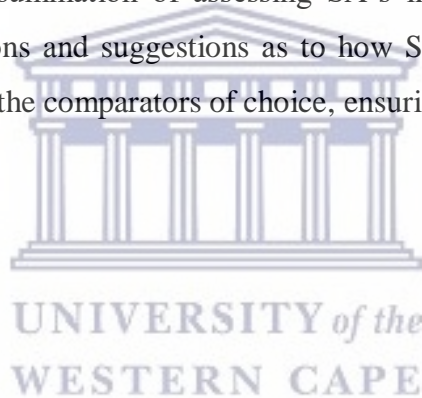 summation of assessing SA's
ons and suggestions as to how S
the comparators of choice, ensuri
UNIVERSITY of the
WESTERN CAPE